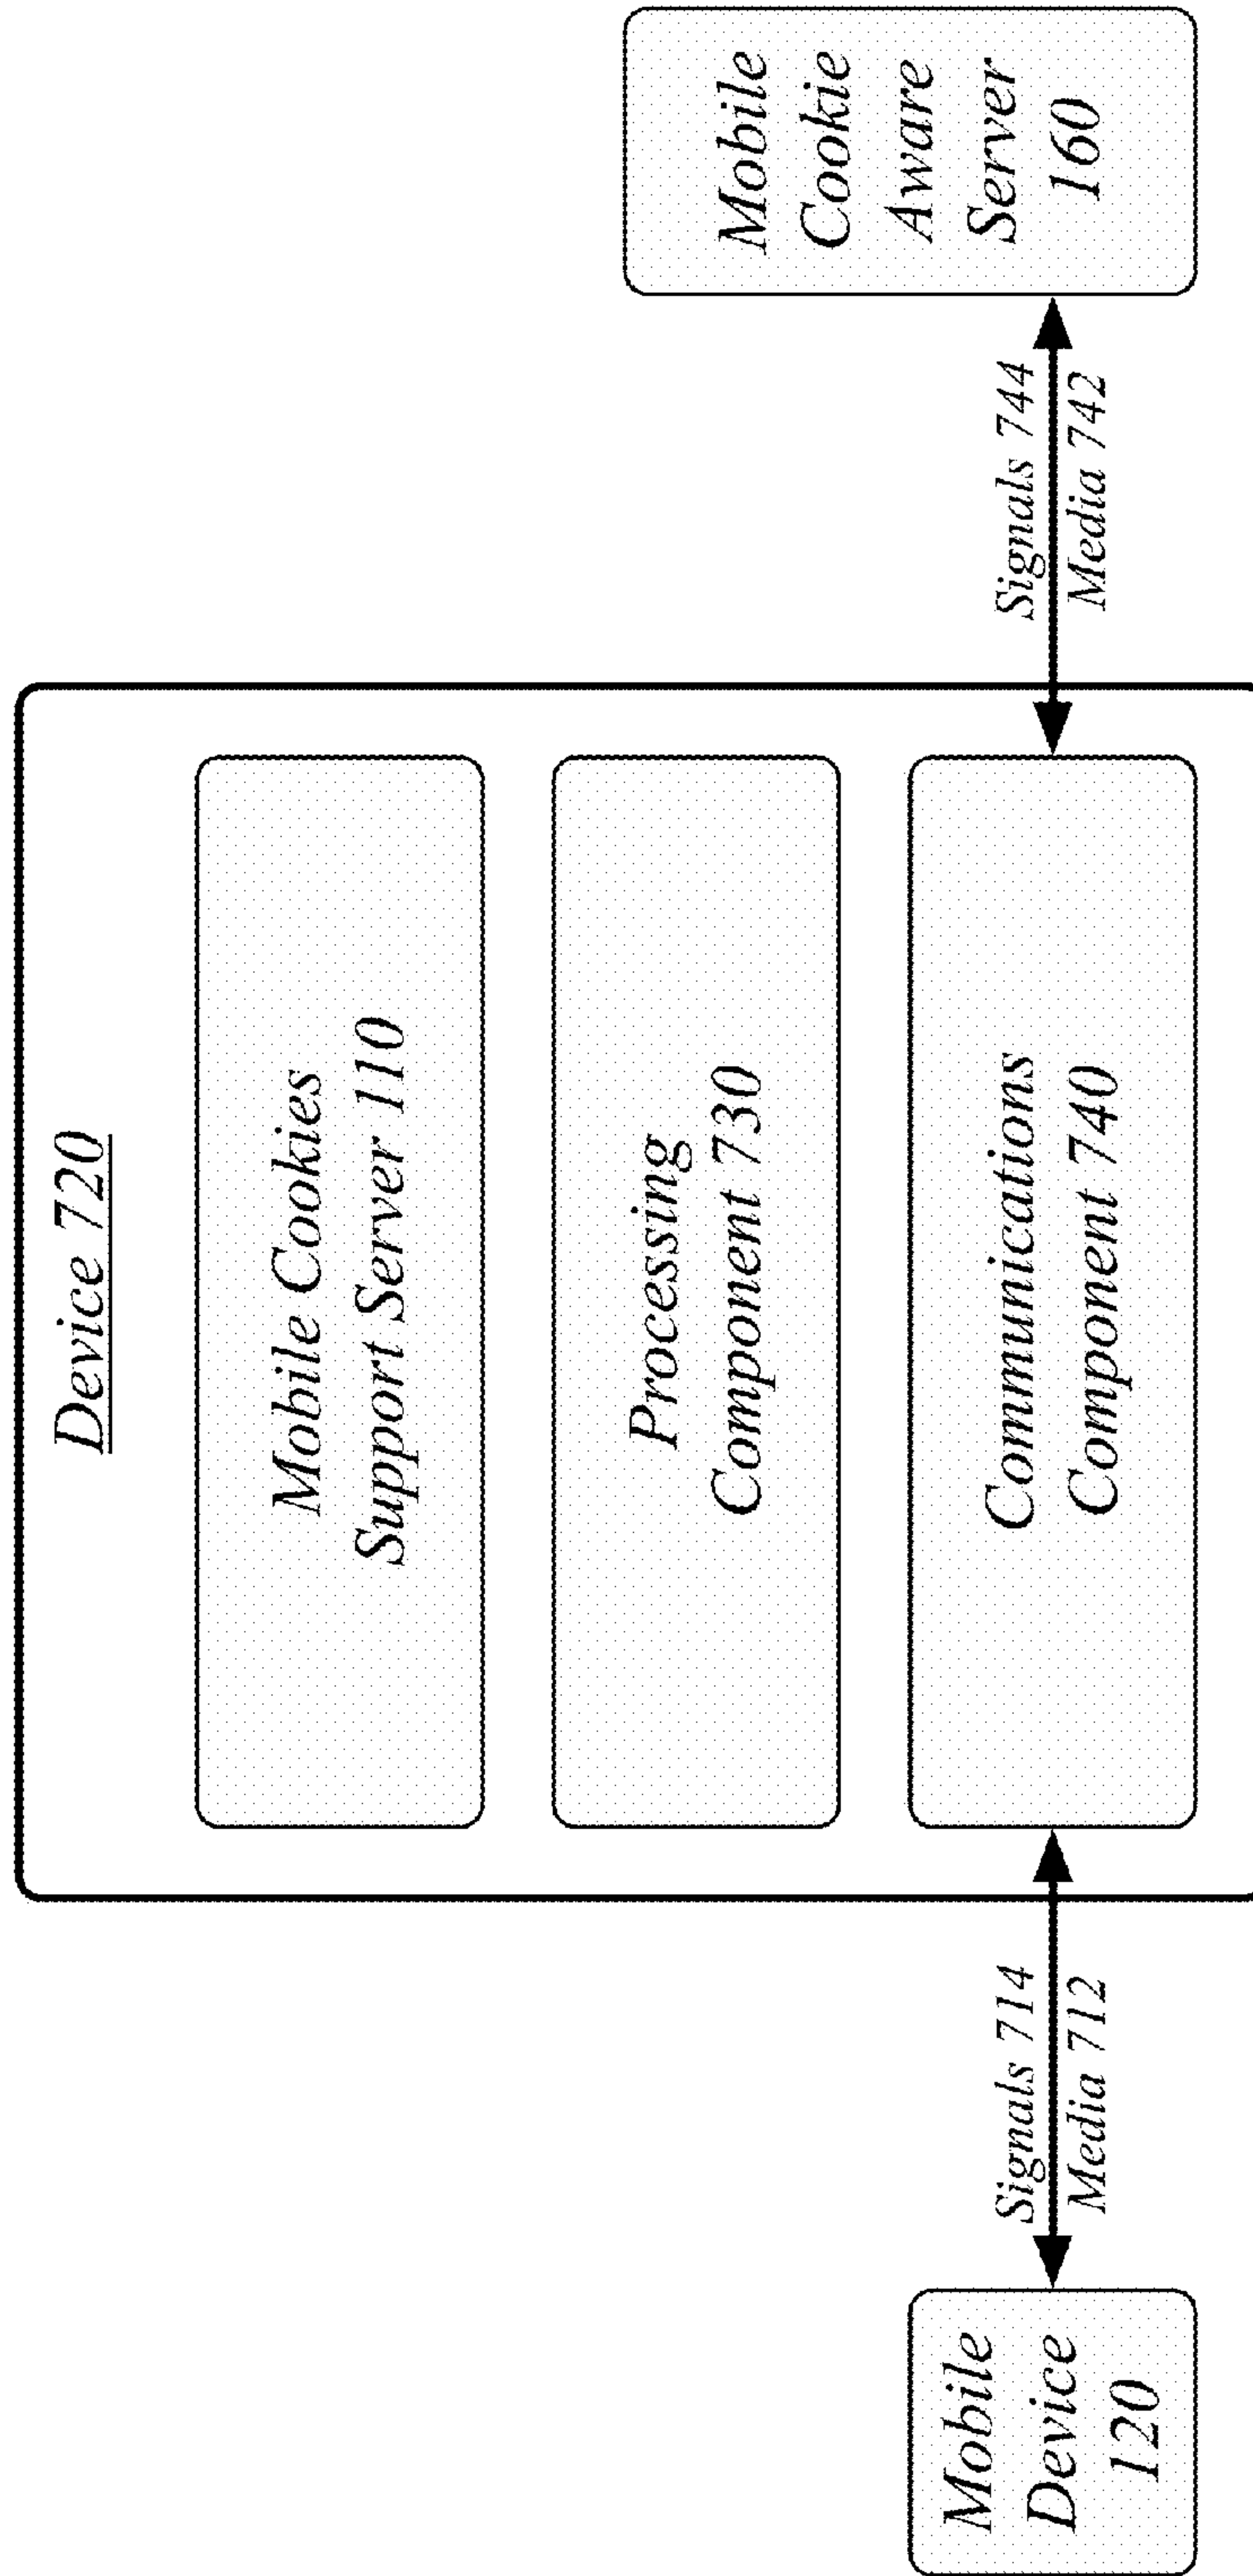 Device 720
Mobile Cookies
Support Server 110
Processing
Component 730
Communications
Component 740
Mobile
Device
120
Signals 714
Media 712
Signals 744
Media 742
Mobile
Cookie
Aware
Server
160